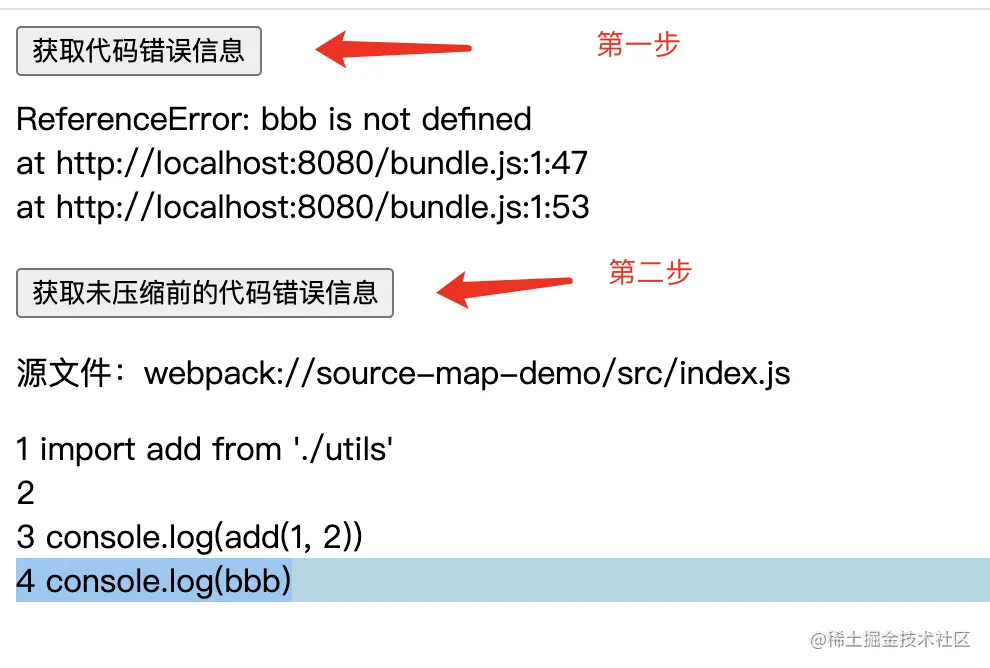 获取代码错误信息 第一步
ReferenceError: bbb is not defined
at http://localhost:8080/bundle.js:1:47
at http://localhost:8080/bundle.js:1:53
获取未压缩前的代码错误信息 第二步
源文件：webpack://source-map-demo/src/index.js
1 import add from './utils'
2
3 console.log(add(1, 2))
4 console.log(bbb)
@稀土掘金技术社区